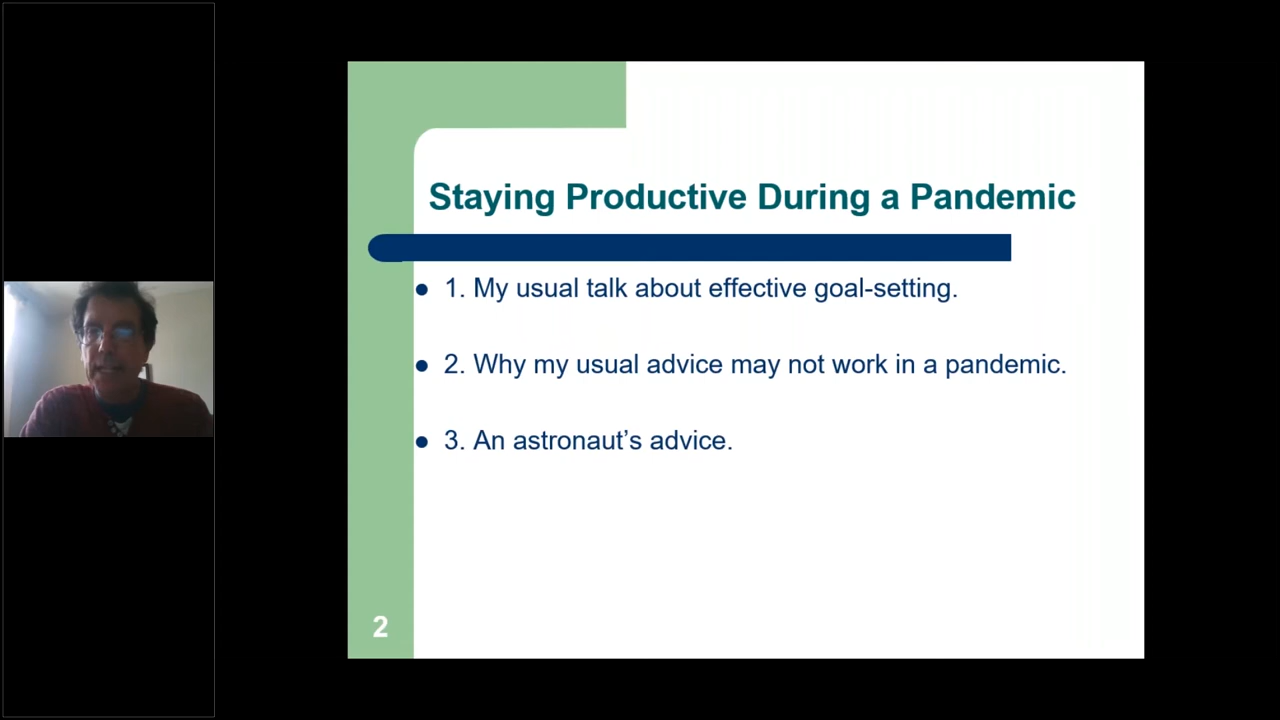 Staying Productive During a Pandemic
1. My usual talk about effective goal-setting.
2. Why my usual advice may not work in a pandemic.
3. An astronaut’s advice.
2